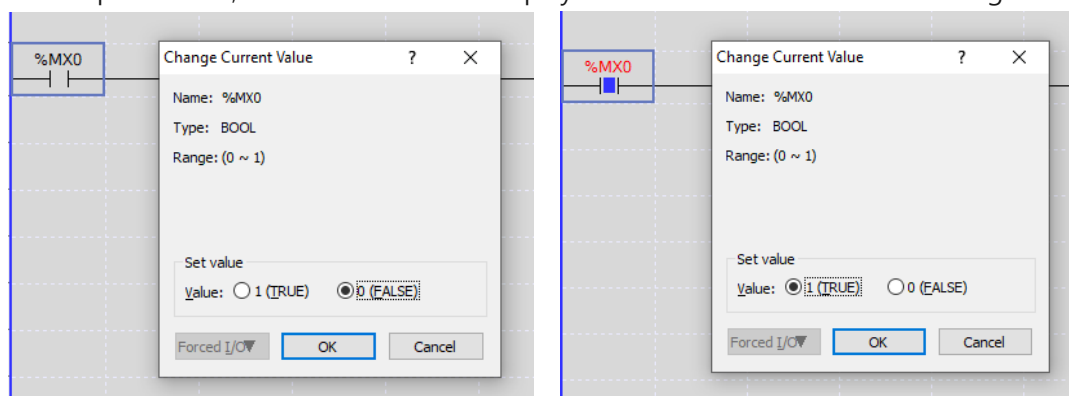 %MX0
Change Current Value ? X
Name: %MX0
Type: BOOL
Range: (0 ~ 1)
Set value
Value: 1 (TRUE) 0 (FALSE)
Forced I/O OK Cancel
%MX0
Change Current Value ? X
Name: %MX0
Type: BOOL
Range: (0 ~ 1)
Set value
Value: 1 (TRUE) 0 (FALSE)
Forced I/O OK Cancel